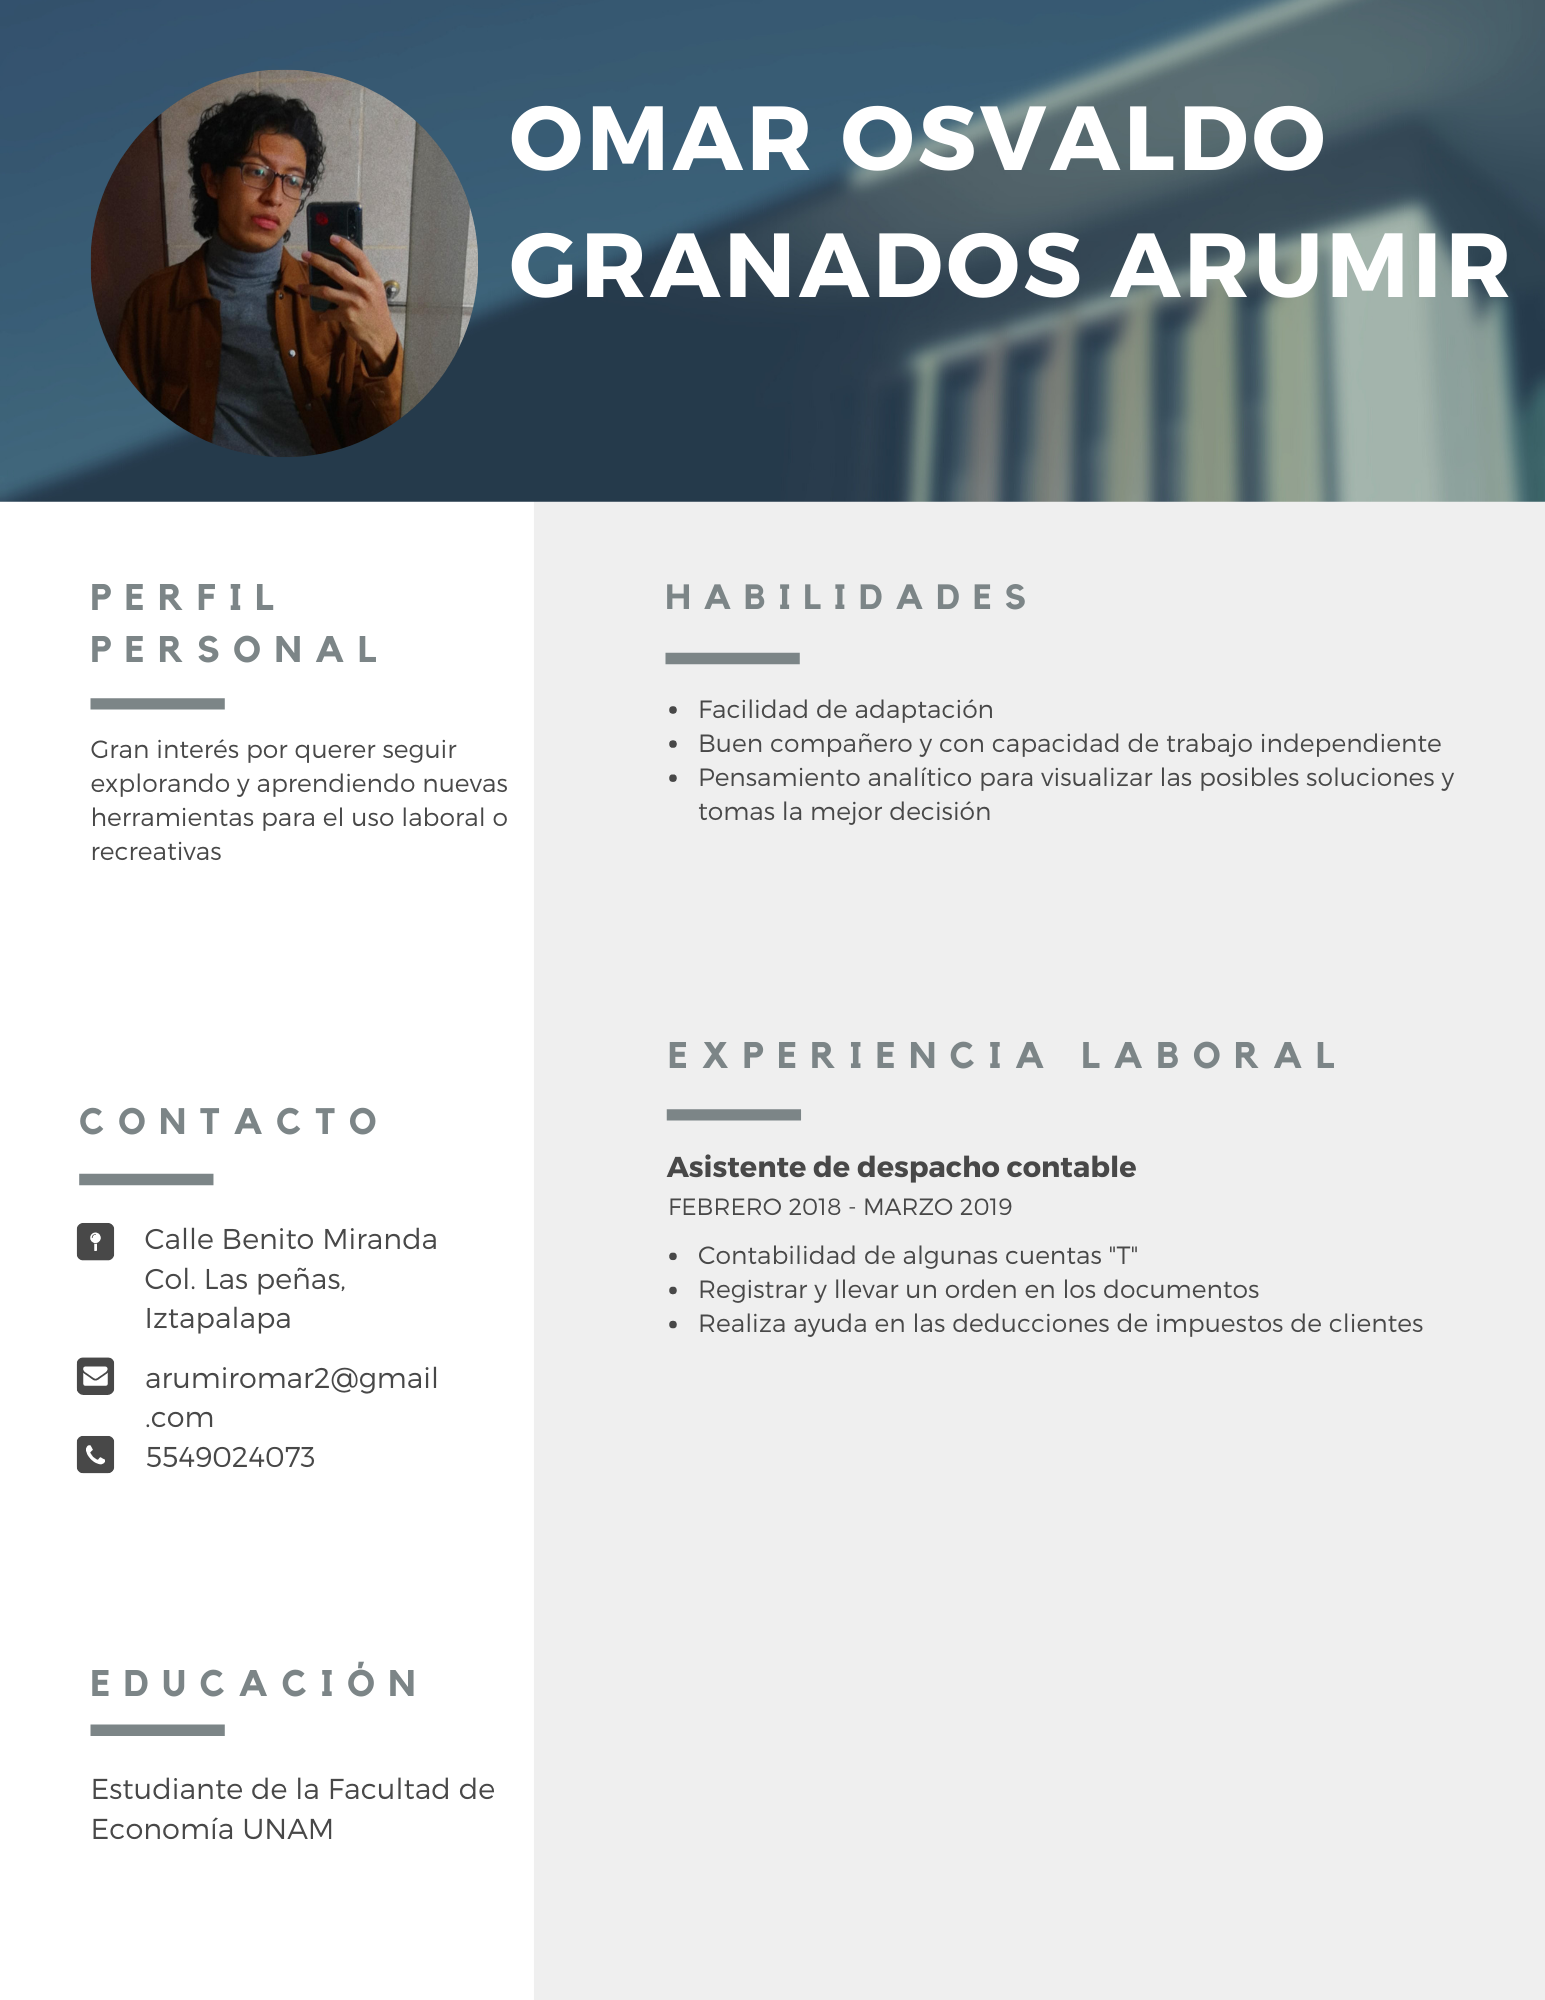 OMAR OSVALDO
GRANADOS ARUMIR
PERFIL
PERSONAL
Gran interés por querer seguir
explorando y aprendiendo nuevas
herramientas para el uso laboral o
recreativas
CONTACTO
Calle Benito Miranda
Col. Las peñas,
Iztapalapa
arumiromar2@gmail
.com
5549024073
EDUCACIÓN
Estudiante de la Facultad de
Economía UNAM
HABILIDADES
• Facilidad de adaptación
• Buen compañero y con capacidad de trabajo independiente
• Pensamiento analítico para visualizar las posibles soluciones y
tomas la mejor decisión
EXPERIENCIA LABORAL
Asistente de despacho contable
FEBRERO 2018 - MARZO 2019
• Contabilidad de algunas cuentas "T"
• Registrar y llevar un orden en los documentos
• Realiza ayuda en las deducciones de impuestos de clientes